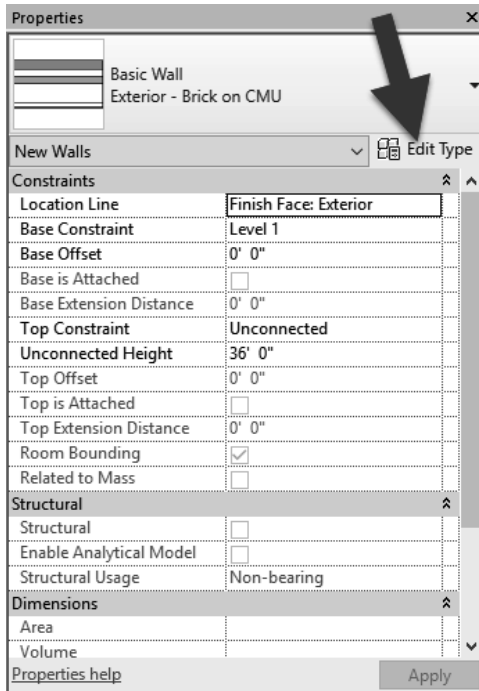 Properties
Basic Wall
Exterior - Brick on CMU
New Walls Edit Type
Constraints
Location Line Finish Face: Exterior
Base Constraint Level 1
Base Offset 0' 0"
Base is Attached
Base Extension Distance 0' 0"
Top Constraint Unconnected
Unconnected Height 36' 0"
Top Offset 0' 0"
Top is Attached
Top Extension Distance 0' 0"
Room Bounding
Related to Mass
Structural
Structural
Enable Analytical Model
Structural Usage Non-bearing
Dimensions
Area
Volume
Properties help Apply